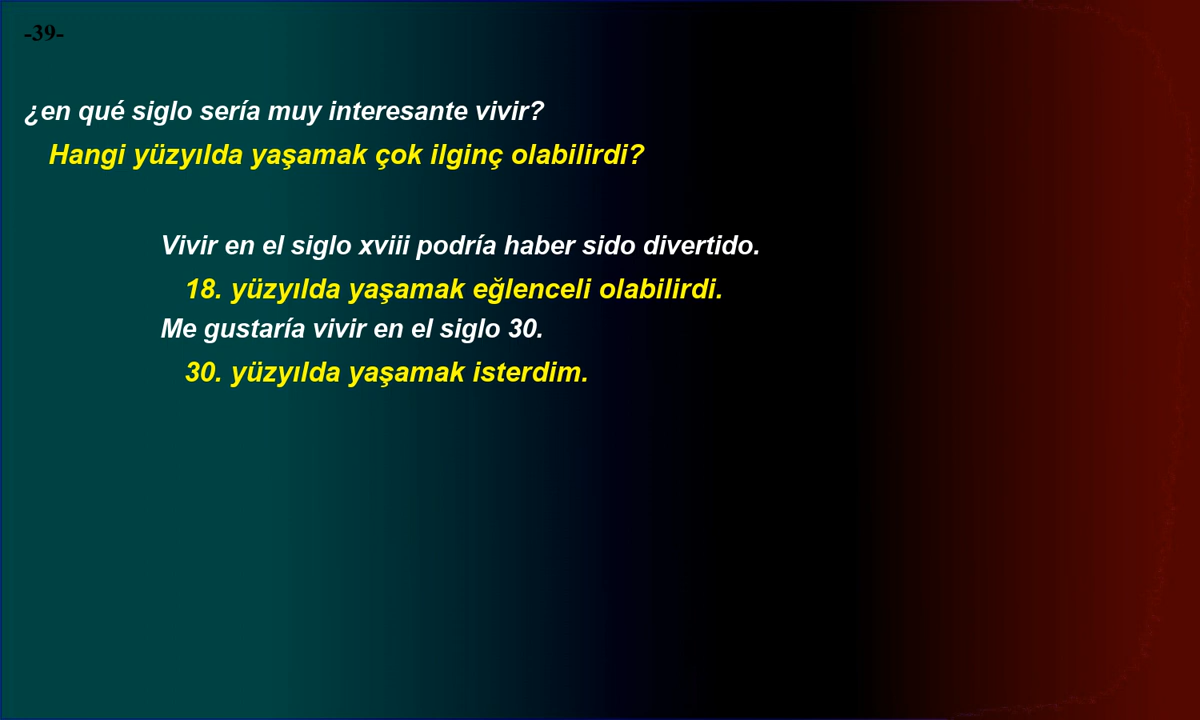 -39-
¿en qué siglo sería muy interesante vivir?
Hangi yüzyılda yaşamak çok ilginç olabilirdi?
Vivir en el siglo xviii podría haber sido divertido.
18. yüzyılda yaşamak eğlenceli olabilirdi.
Me gustaría vivir en el siglo 30.
30. yüzyılda yaşamak isterdim.